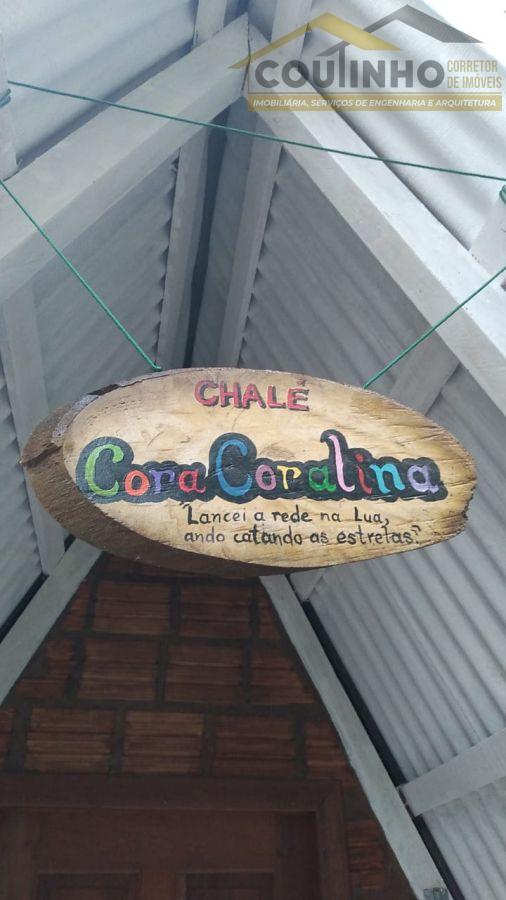 COUTINHO
CORRETOR
DE IMÓVEIS
IMOBILIÁRIA, SERVIÇOS DE ENGENHARIA E ARQUITETURA
CHALÉ
Cora Coralina
"Lancei a rede na Lua,
ando catando as estrelas."